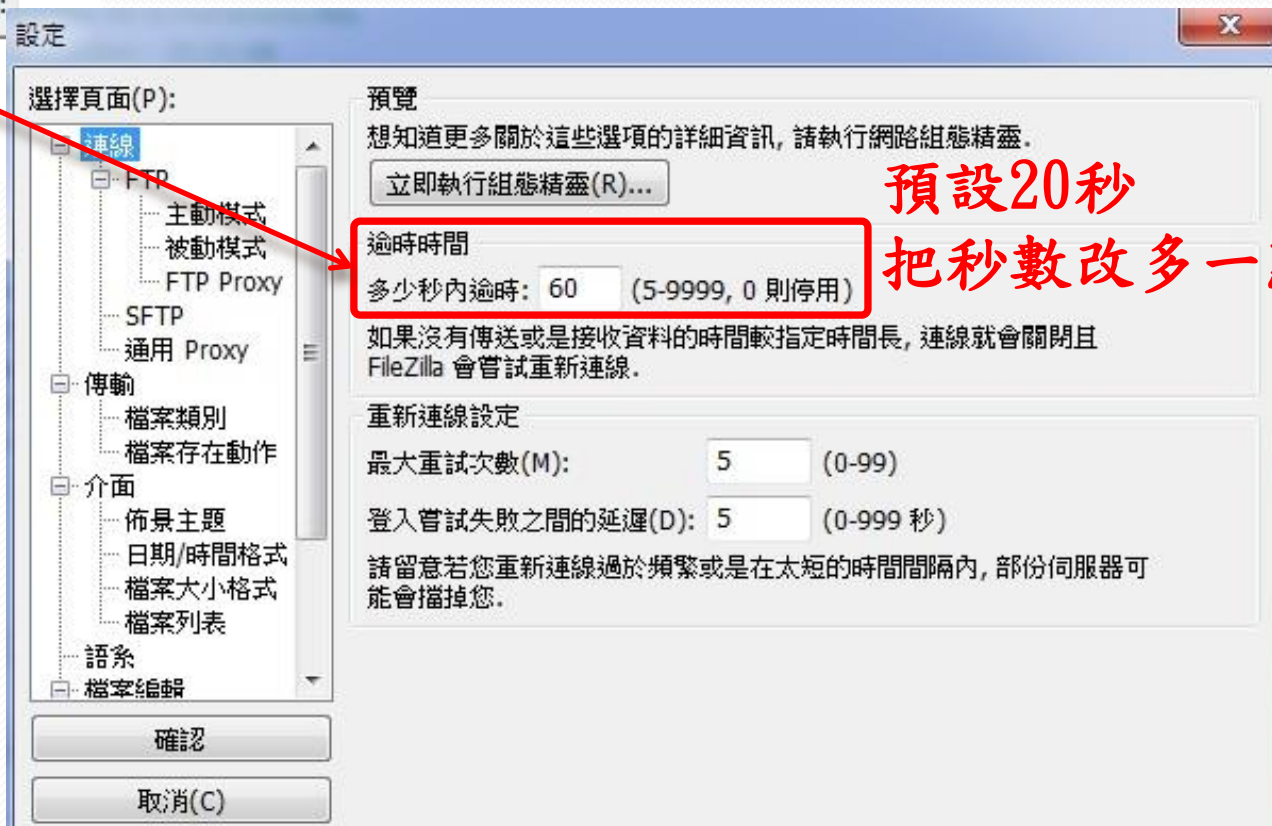 設定
選擇頁面(P):
連線
FTP
主動模式
被動模式
FTP Proxy
SFTP
通用 Proxy
傳輸
檔案類別
檔案存在動作
介面
佈景主題
日期/時間格式
檔案大小格式
檔案列表
語系
檔案編輯
確認
取消(C)
預覽
想知道更多關於這些選項的詳細資訊, 請執行網路組態精靈.
立即執行組態精靈(R)...
預設20秒
把秒數改多一
逾時時間
多少秒內逾時: 60 (5-9999, 0 則停用)
如果沒有傳送或是接收資料的時間較指定時間長, 連線就會關閉且
FileZilla 會嘗試重新連線.
重新連線設定
最大重試次數(M): 5 (0-99)
登入嘗試失敗之間的延遲(D): 5 (0-999 秒)
請留意若您重新連線過於頻繁或是在太短的時間間隔內, 部份伺服器可
能會擋掉您.